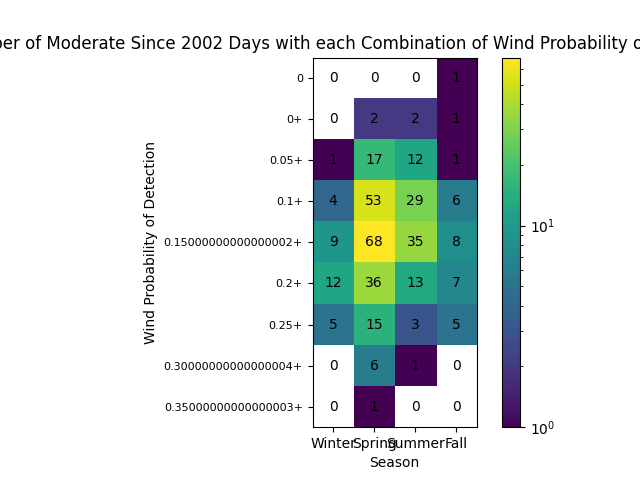 ber of Moderate Since 2002 Days with each Combination of Wind Probability o
Wind Probability of Detection
0 0 0 0 1
0+ 0 2 2 1
0.05+ 1 17 12 1
0.1+ 4 53 29 6
0.15000000000000002+ 9 68 35 8
0.2+ 12 36 13 7
0.25+ 5 15 3 5
0.30000000000000004+ 0 6 1 0
0.35000000000000003+ 0 1 0 0
Winter Spring Summer Fall
Season
10¹
10⁰